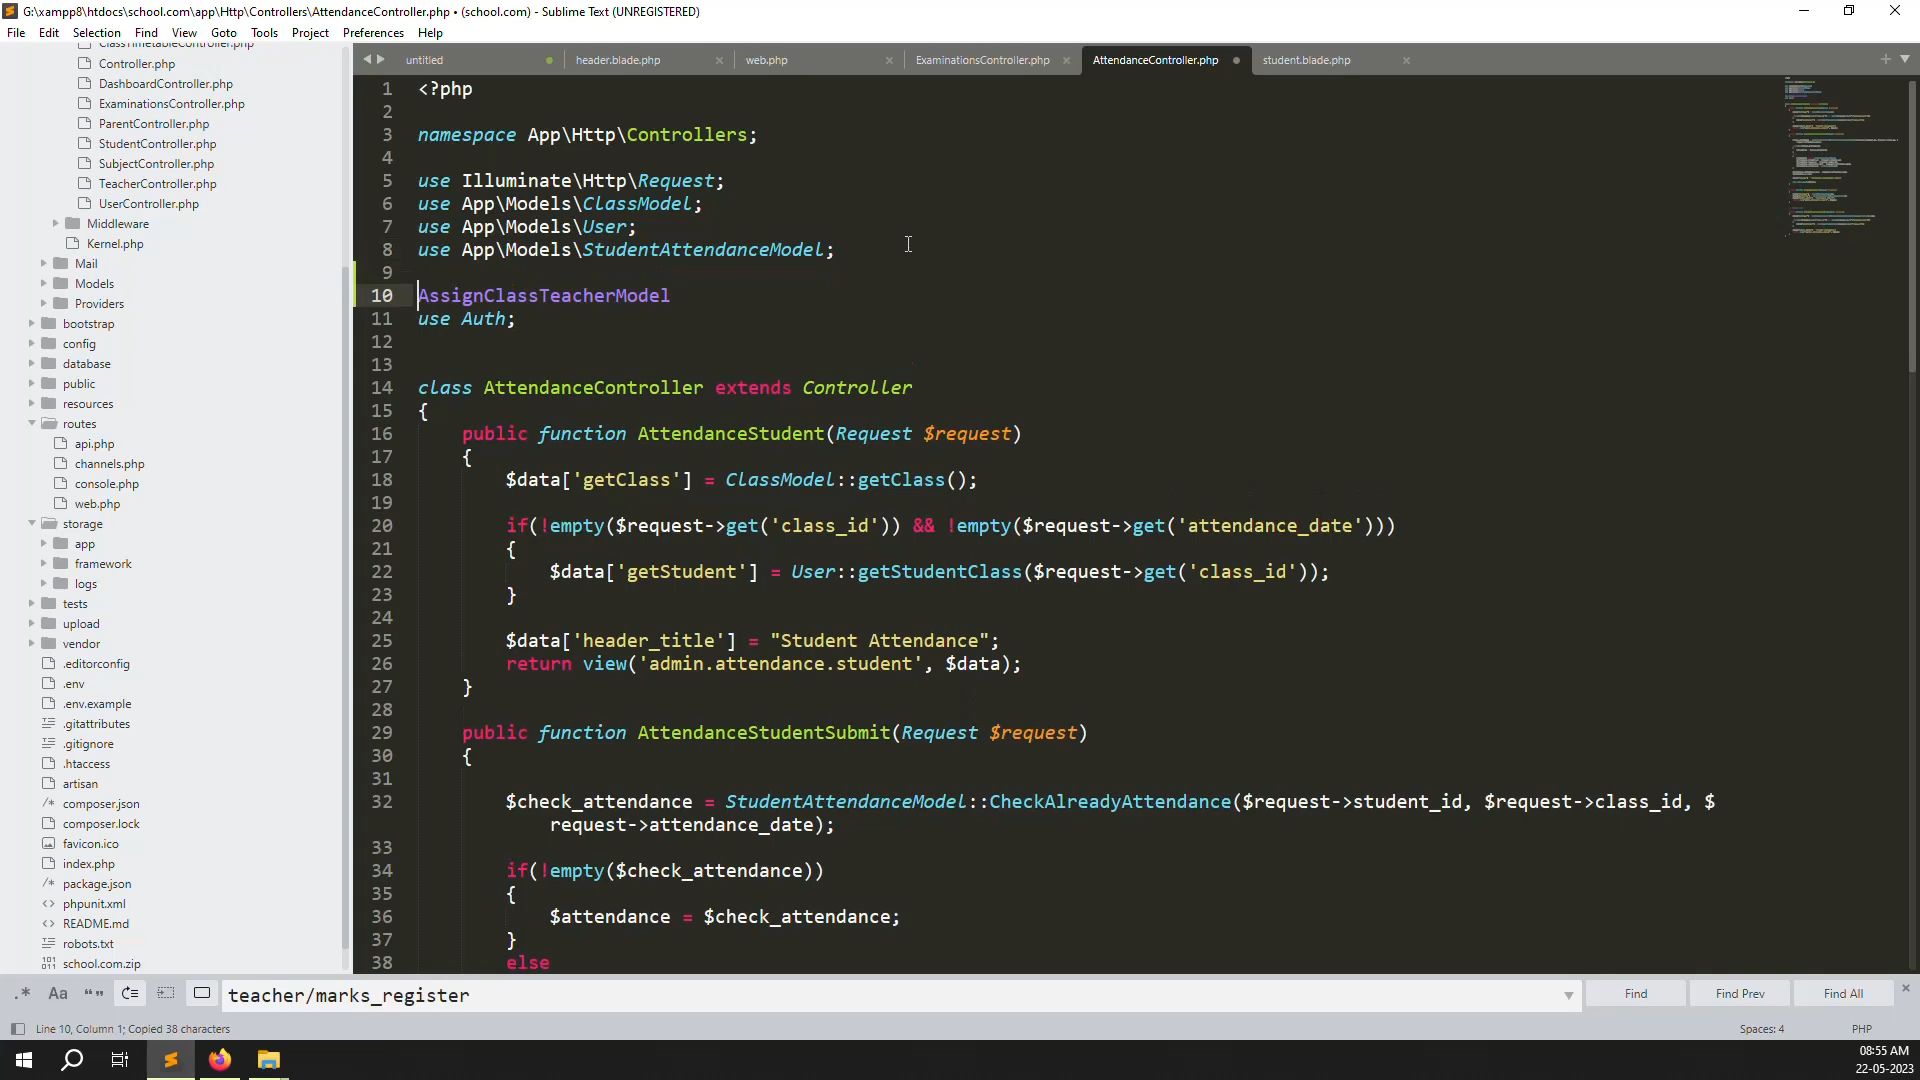 G:\xampp8\htdocs\school.com\app\Http\Controllers\AttendanceController.php • (school.com) - Sublime Text (UNREGISTERED)
File Edit Selection Find View Goto Tools Project Preferences Help
ClassTimetableController.php
Controller.php
DashboardController.php
ExaminationsController.php
ParentController.php
StudentController.php
SubjectController.php
TeacherController.php
UserController.php
Middleware
Kernel.php
Mail
Models
Providers
bootstrap
config
database
public
resources
routes
api.php
channels.php
console.php
web.php
storage
app
framework
logs
tests
upload
vendor
.editorconfig
.env
.env.example
.gitattributes
.gitignore
.htaccess
artisan
composer.json
composer.lock
favicon.ico
index.php
package.json
phpunit.xml
README.md
robots.txt
school.com.zip
untitled header.blade.php web.php ExaminationsController.php AttendanceController.php student.blade.php
1 <?php
2
3 namespace App\Http\Controllers;
4
5 use Illuminate\Http\Request;
6 use App\Models\ClassModel;
7 use App\Models\User;
8 use App\Models\StudentAttendanceModel;
9
10 AssignClassTeacherModel
11 use Auth;
12
13
14 class AttendanceController extends Controller
15 {
16 public function AttendanceStudent(Request $request)
17 {
18 $data['getClass'] = ClassModel::getClass();
19
20 if(!empty($request->get('class_id')) && !empty($request->get('attendance_date')))
21 {
22 $data['getStudent'] = User::getStudentClass($request->get('class_id'));
23 }
24
25 $data['header_title'] = "Student Attendance";
26 return view('admin.attendance.student', $data);
27 }
28
29 public function AttendanceStudentSubmit(Request $request)
30 {
31
32 $check_attendance = StudentAttendanceModel::CheckAlreadyAttendance($request->student_id, $request->class_id, $
request->attendance_date);
33
34 if(!empty($check_attendance))
35 {
36 $attendance = $check_attendance;
37 }
38 else
.* Aa “” teacher/marks_register Find Find Prev Find All
Line 10, Column 1; Copied 38 characters Spaces: 4 PHP
08:55 AM
22-05-2023